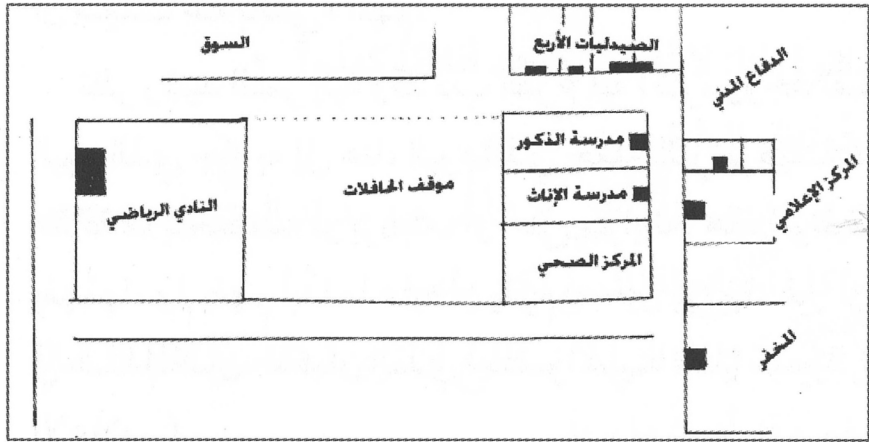 الصيدليات الأربع
السوق
الدفاع المدني
مدرسة الذكور
موقف الحافلات
النادي الرياضي
مدرسة الإناث
المركز الإعلامي
المركز الصحي
المخفر